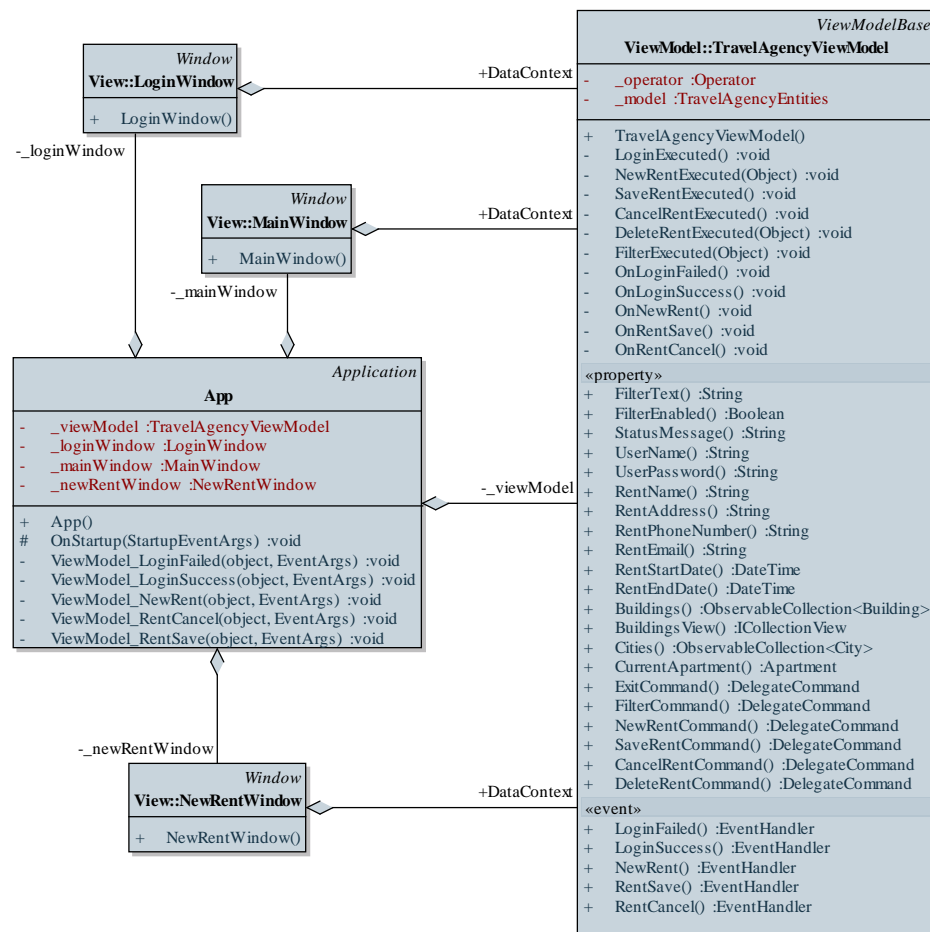 Window
View::LoginWindow
+ LoginWindow()
-_loginWindow
+DataContext
Window
View::MainWindow
+ MainWindow()
-_mainWindow
+DataContext
Application
App
- _viewModel :TravelAgencyViewModel
- _loginWindow :LoginWindow
- _mainWindow :MainWindow
- _newRentWindow :NewRentWindow
+ App()
# OnStartup(StartupEventArgs) :void
- ViewModel_LoginFailed(object, EventArgs) :void
- ViewModel_LoginSuccess(object, EventArgs) :void
- ViewModel_NewRent(object, EventArgs) :void
- ViewModel_RentCancel(object, EventArgs) :void
- ViewModel_RentSave(object, EventArgs) :void
-_viewModel
-_newRentWindow
Window
View::NewRentWindow
+ NewRentWindow()
+DataContext
ViewModelBase
ViewModel::TravelAgencyViewModel
- _operator :Operator
- _model :TravelAgencyEntities
+ TravelAgencyViewModel()
- LoginExecuted() :void
- NewRentExecuted(Object) :void
- SaveRentExecuted() :void
- CancelRentExecuted() :void
- DeleteRentExecuted(Object) :void
- FilterExecuted(Object) :void
- OnLoginFailed() :void
- OnLoginSuccess() :void
- OnNewRent() :void
- OnRentSave() :void
- OnRentCancel() :void
«property»
+ FilterText() :String
+ FilterEnabled() :Boolean
+ StatusMessage() :String
+ UserName() :String
+ UserPassword() :String
+ RentName() :String
+ RentAddress() :String
+ RentPhoneNumber() :String
+ RentEmail() :String
+ RentStartDate() :DateTime
+ RentEndDate() :DateTime
+ Buildings() :ObservableCollection<Building>
+ BuildingsView() :ICollectionView
+ Cities() :ObservableCollection<City>
+ CurrentApartment() :Apartment
+ ExitCommand() :DelegateCommand
+ FilterCommand() :DelegateCommand
+ NewRentCommand() :DelegateCommand
+ SaveRentCommand() :DelegateCommand
+ CancelRentCommand() :DelegateCommand
+ DeleteRentCommand() :DelegateCommand
«event»
+ LoginFailed() :EventHandler
+ LoginSuccess() :EventHandler
+ NewRent() :EventHandler
+ RentSave() :EventHandler
+ RentCancel() :EventHandler